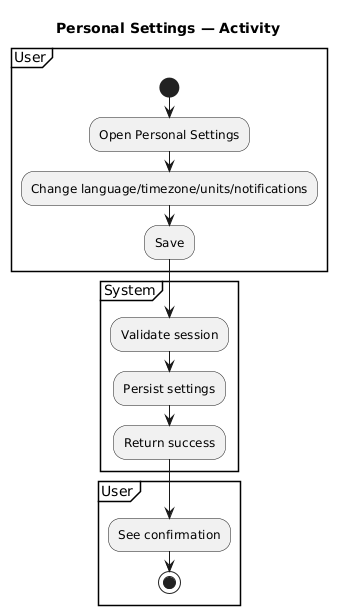 Personal Settings — Activity
User
Open Personal Settings
Change language/timezone/units/notifications
Save
System
Validate session
Persist settings
Return success
User
See confirmation